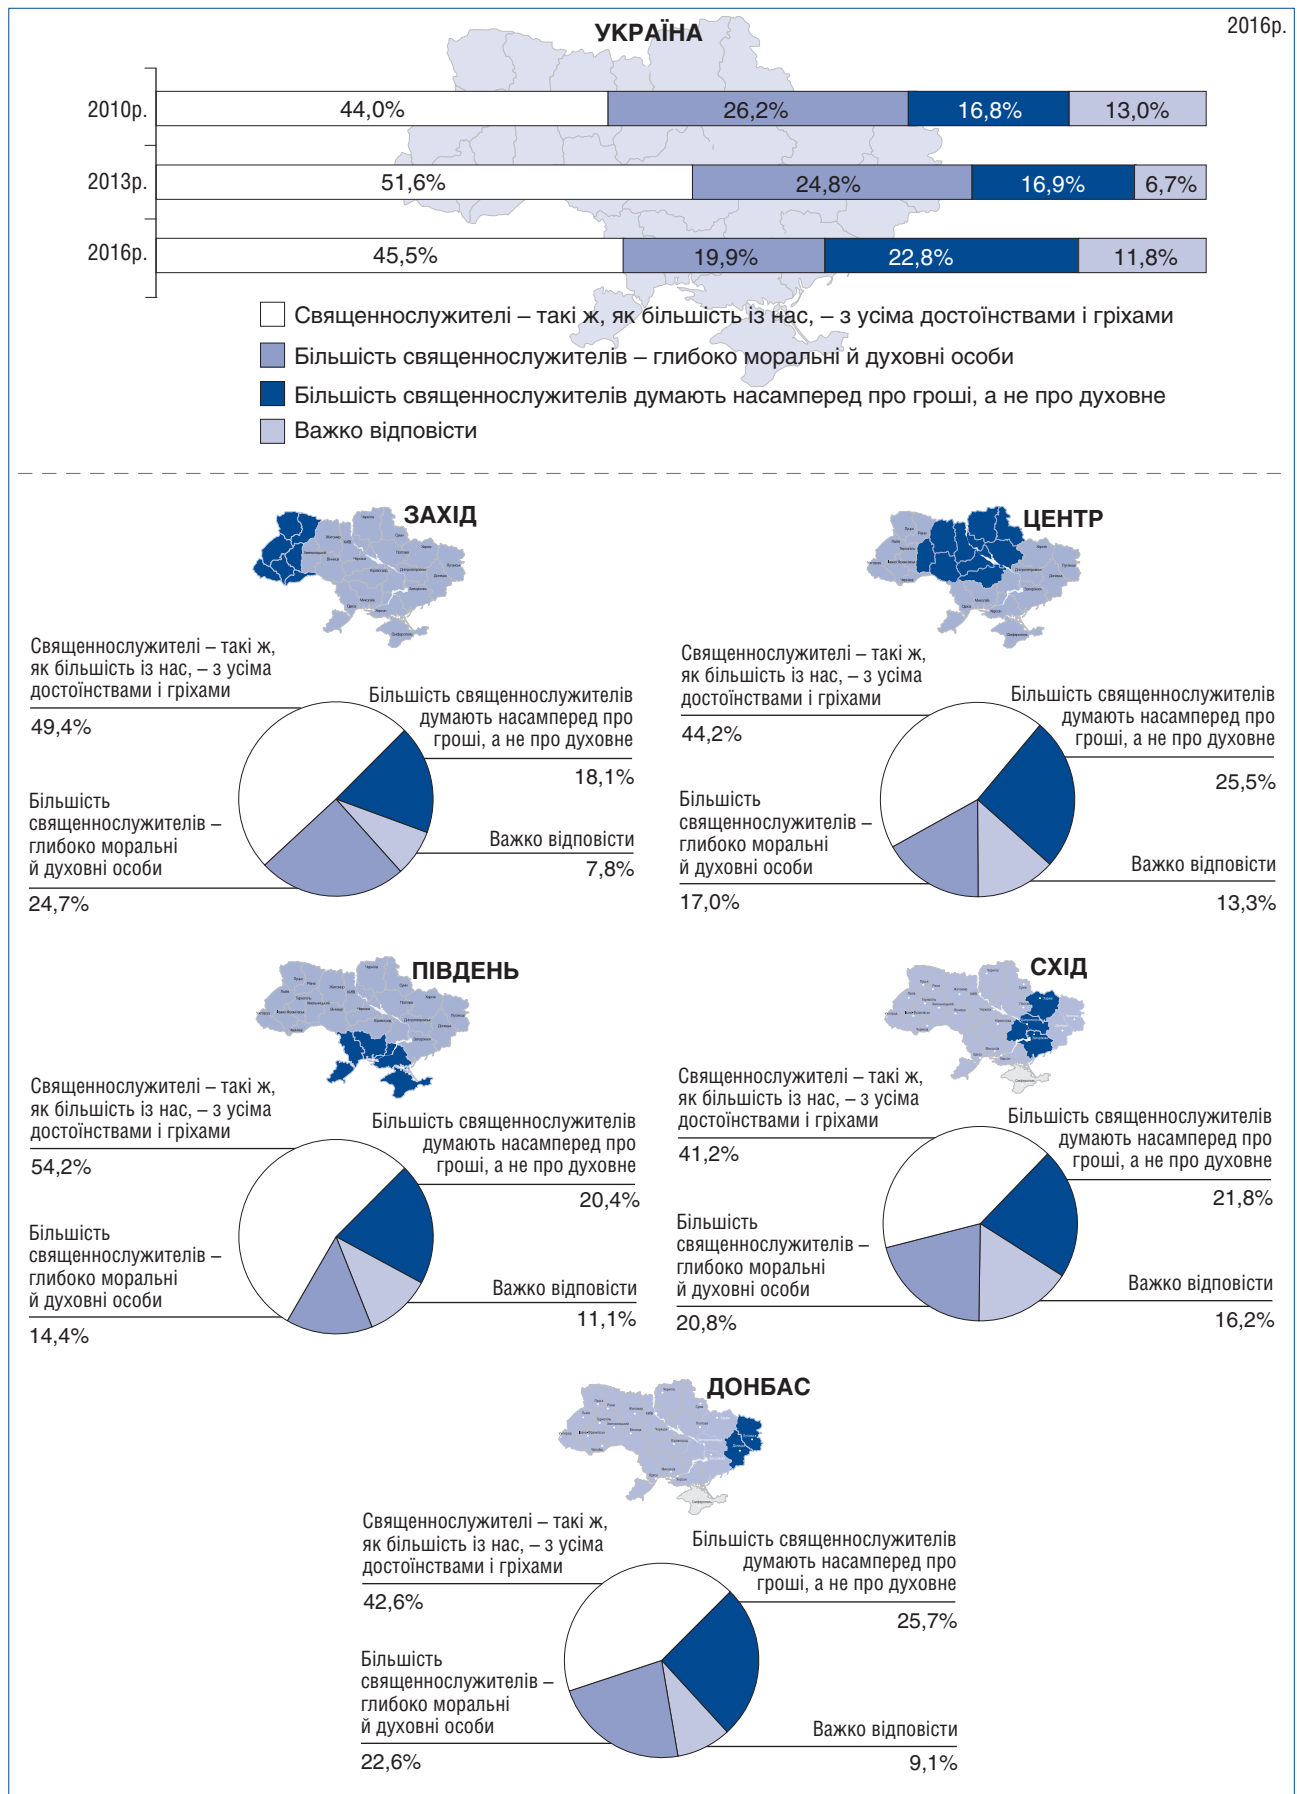 УКРАЇНА
2016р.
2010р.
44,0%
26,2%
16,8%
13,0%
2013р.
51,6%
24,8%
16,9%
6,7%
2016р.
45,5%
19,9%
22,8%
11,8%
Священнослужителі – такі ж, як більшість із нас, – з усіма достоїнствами і гріхами
Більшість священнослужителів – глибоко моральні й духовні особи
Більшість священнослужителів думають насамперед про гроші, а не про духовне
Важко відповісти
ЗАХІД
Священнослужителі – такі ж,
як більшість із нас, – з усіма
достоїнствами і гріхами
49,4%
Більшість священнослужителів
думають насамперед про
гроші, а не про духовне
18,1%
Більшість
священнослужителів –
глибоко моральні
й духовні особи
24,7%
Важко відповісти
7,8%
ЦЕНТР
Священнослужителі – такі ж,
як більшість із нас, – з усіма
достоїнствами і гріхами
44,2%
Більшість священнослужителів
думають насамперед про
гроші, а не про духовне
25,5%
Більшість
священнослужителів –
глибоко моральні
й духовні особи
17,0%
Важко відповісти
13,3%
ПІВДЕНЬ
Священнослужителі – такі ж,
як більшість із нас, – з усіма
достоїнствами і гріхами
54,2%
Більшість священнослужителів
думають насамперед про
гроші, а не про духовне
20,4%
Більшість
священнослужителів –
глибоко моральні
й духовні особи
14,4%
Важко відповісти
11,1%
СХІД
Священнослужителі – такі ж,
як більшість із нас, – з усіма
достоїнствами і гріхами
41,2%
Більшість священнослужителів
думають насамперед про
гроші, а не про духовне
21,8%
Більшість
священнослужителів –
глибоко моральні
й духовні особи
20,8%
Важко відповісти
16,2%
ДОНБАС
Священнослужителі – такі ж,
як більшість із нас, – з усіма
достоїнствами і гріхами
42,6%
Більшість священнослужителів
думають насамперед про
гроші, а не про духовне
25,7%
Більшість
священнослужителів –
глибоко моральні
й духовні особи
22,6%
Важко відповісти
9,1%